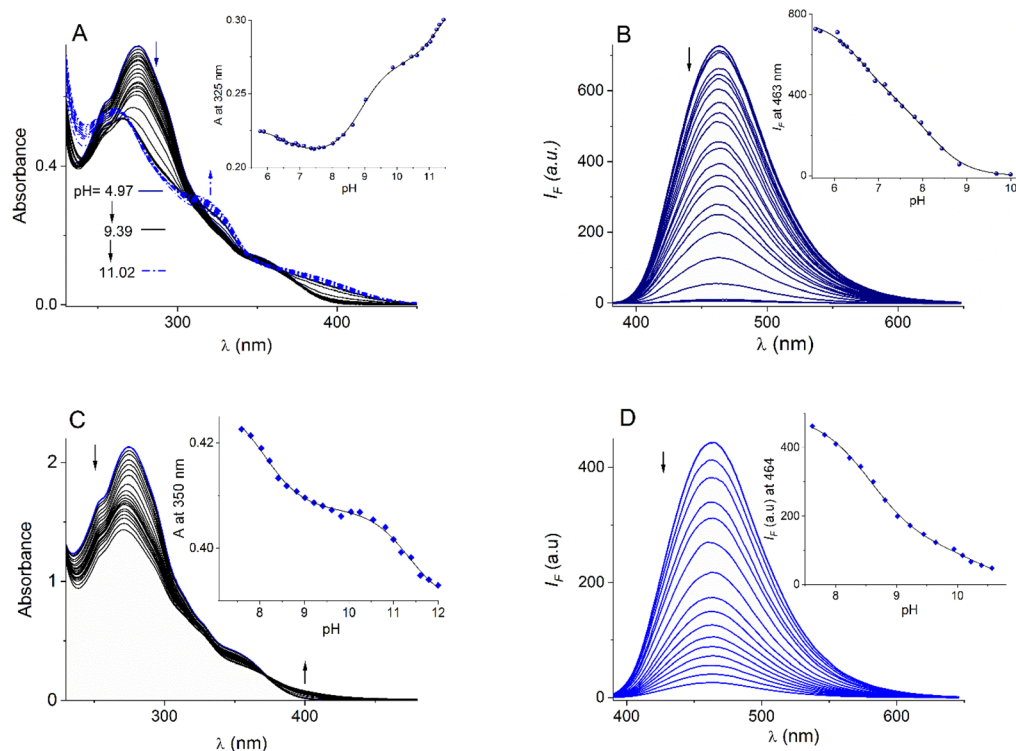 A
Absorbance
0.4
0.0
300
400
λ (nm)
pH= 4.97
9.39
11.02
A at 325 nm
0.30
0.25
0.20
6 7 8 9 10 11
pH
B
I_F (a.u.)
600
400
200
0
400
500
600
λ (nm)
I_F at 463 nm
800
400
0
6 7 8 9 10
pH
C
Absorbance
2
1
0
300
400
λ (nm)
A at 350 nm
0.42
0.40
8 9 10 11 12
pH
D
I_F (a.u)
400
200
0
400
500
600
λ (nm)
I_F (a.u) at 464
400
300
200
100
0
8 9 10
pH